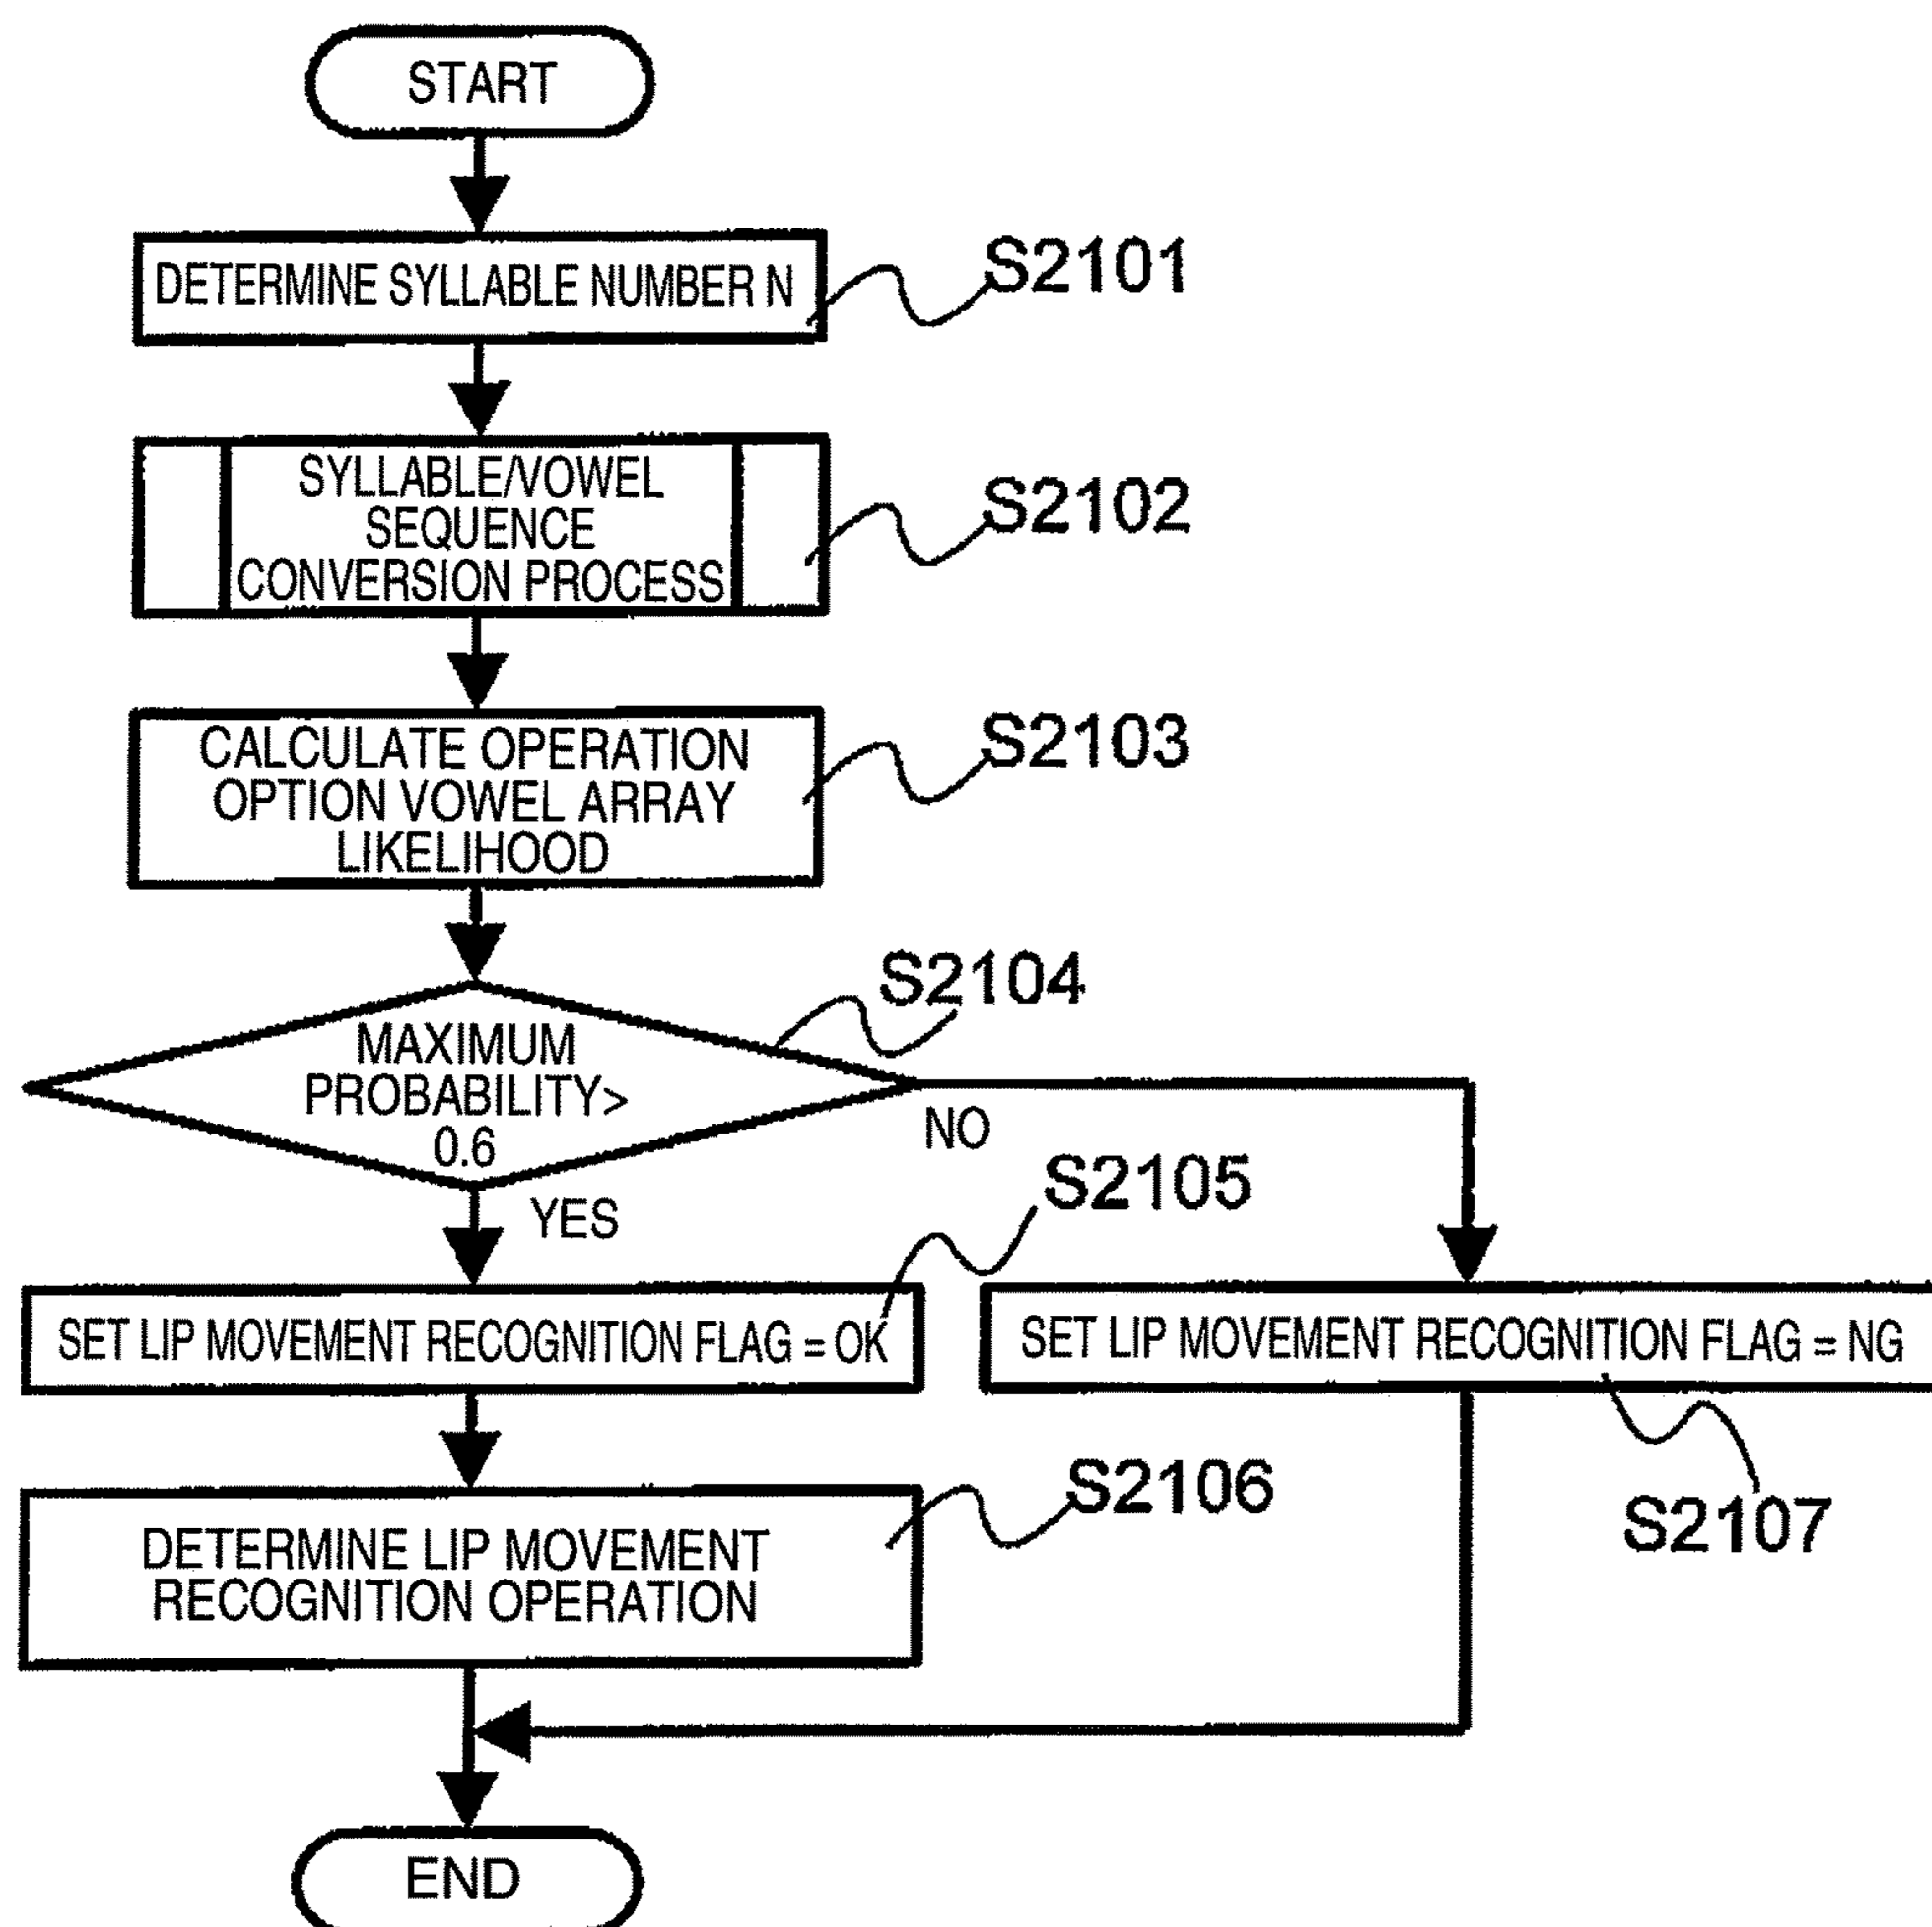 START
DETERMINE SYLLABLE NUMBER N
S2101
SYLLABLE/VOWEL
SEQUENCE
CONVERSION PROCESS
S2102
CALCULATE OPERATION
OPTION VOWEL ARRAY
LIKELIHOOD
S2103
MAXIMUM
PROBABILITY>
0.6
S2104
NO
YES
S2105
SET LIP MOVEMENT RECOGNITION FLAG = OK
SET LIP MOVEMENT RECOGNITION FLAG = NG
S2106
S2107
DETERMINE LIP MOVEMENT
RECOGNITION OPERATION
END